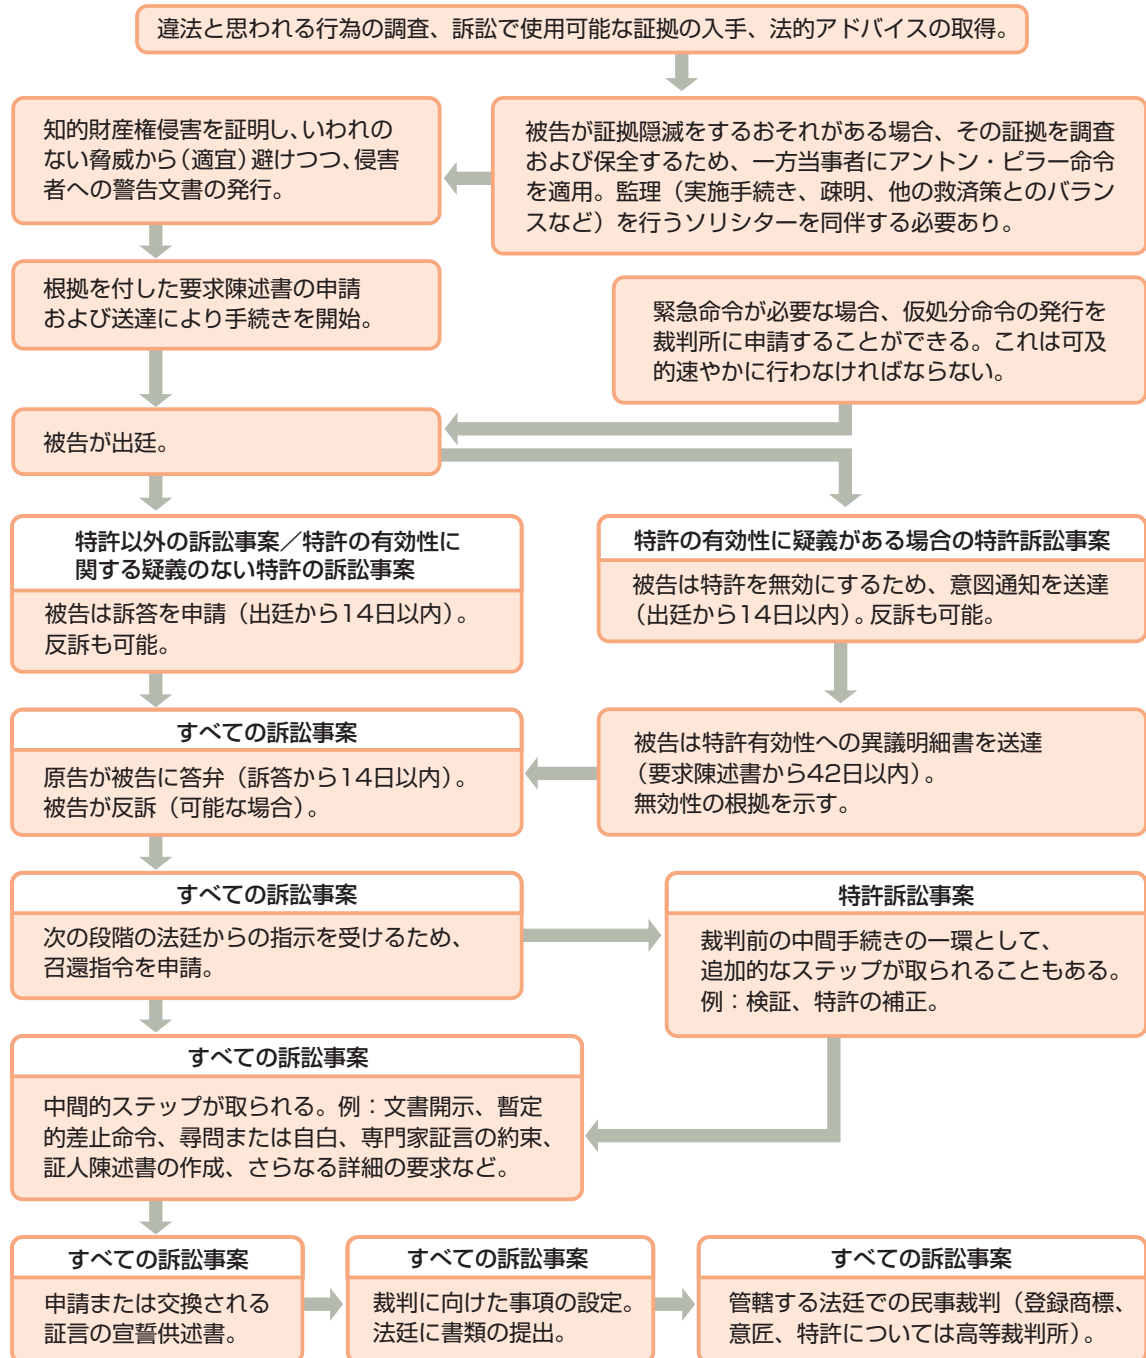 違法と思われる行為の調査、訴訟で使用可能な証拠の入手、法的アドバイスの取得。
被告が証拠隠滅をするおそれがある場合、その証拠を調査
および保全するため、一方当事者にアントン・ピラー命令
を適用。監理（実施手続き、疎明、他の救済策とのバラン
スなど）を行うソリシターを同伴する必要あり。
知的財産権侵害を証明し、いわれの
ない脅威から（適宜）避けつつ、侵害
者への警告文書の発行。
根拠を付した要求陳述書の申請
および送達により手続きを開始。
緊急命令が必要な場合、仮処分命令の発行を
裁判所に申請することができる。これは可及
的速やかに行わなければならない。
被告が出廷。
特許以外の訴訟事案／特許の有効性に
関する疑義のない特許の訴訟事案
被告は訴答を申請（出廷から14日以内）。
反訴も可能。
特許の有効性に疑義がある場合の特許訴訟事案
被告は特許を無効にするため、意図通知を送達
（出廷から14日以内）。反訴も可能。
被告は特許有効性への異議明細書を送達
（要求陳述書から42日以内）。
無効性の根拠を示す。
すべての訴訟事案
原告が被告に答弁（訴答から14日以内）。
被告が反訴（可能な場合）。
すべての訴訟事案
次の段階の法廷からの指示を受けるため、
召還指令を申請。
特許訴訟事案
裁判前の中間手続きの一環として、
追加的なステップが取られることもある。
例：検証、特許の補正。
すべての訴訟事案
中間的ステップが取られる。例：文書開示、暫定
的差止命令、尋問または自白、専門家証言の約束、
証人陳述書の作成、さらなる詳細の要求など。
すべての訴訟事案
申請または交換される
証言の宣誓供述書。
すべての訴訟事案
裁判に向けた事項の設定。
法廷に書類の提出。
すべての訴訟事案
管轄する法廷での民事裁判（登録商標、
意匠、特許については高等裁判所）。